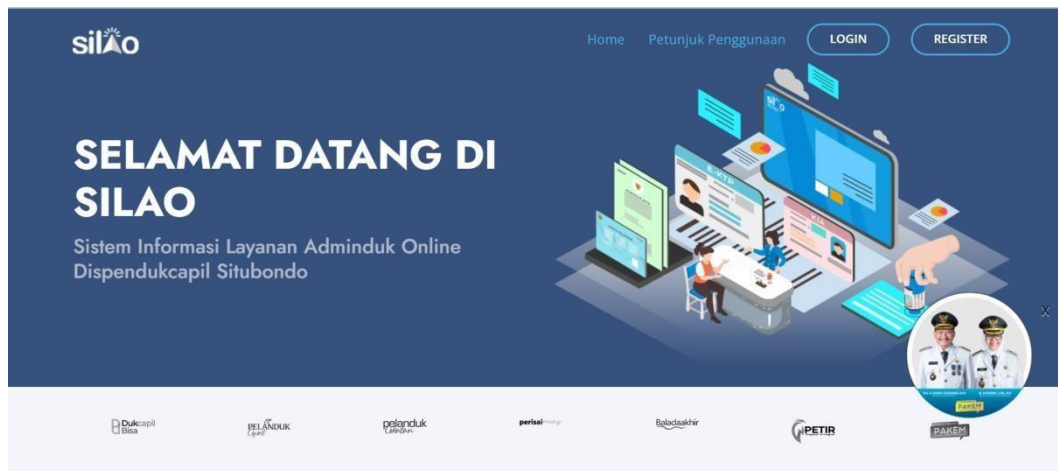 silao
Home Petunjuk Penggunaan LOGIN REGISTER
SELAMAT DATANG DI
SILAO
Sistem Informasi Layanan Adminduk Online
Dispendukcapil Situbondo
silao
E-KTP
KIA
X
PAKEM
Dukcapil
Bisa
PELANDUK
pelanduk
perisai
Baladaakhir
PETIR
PAKEM